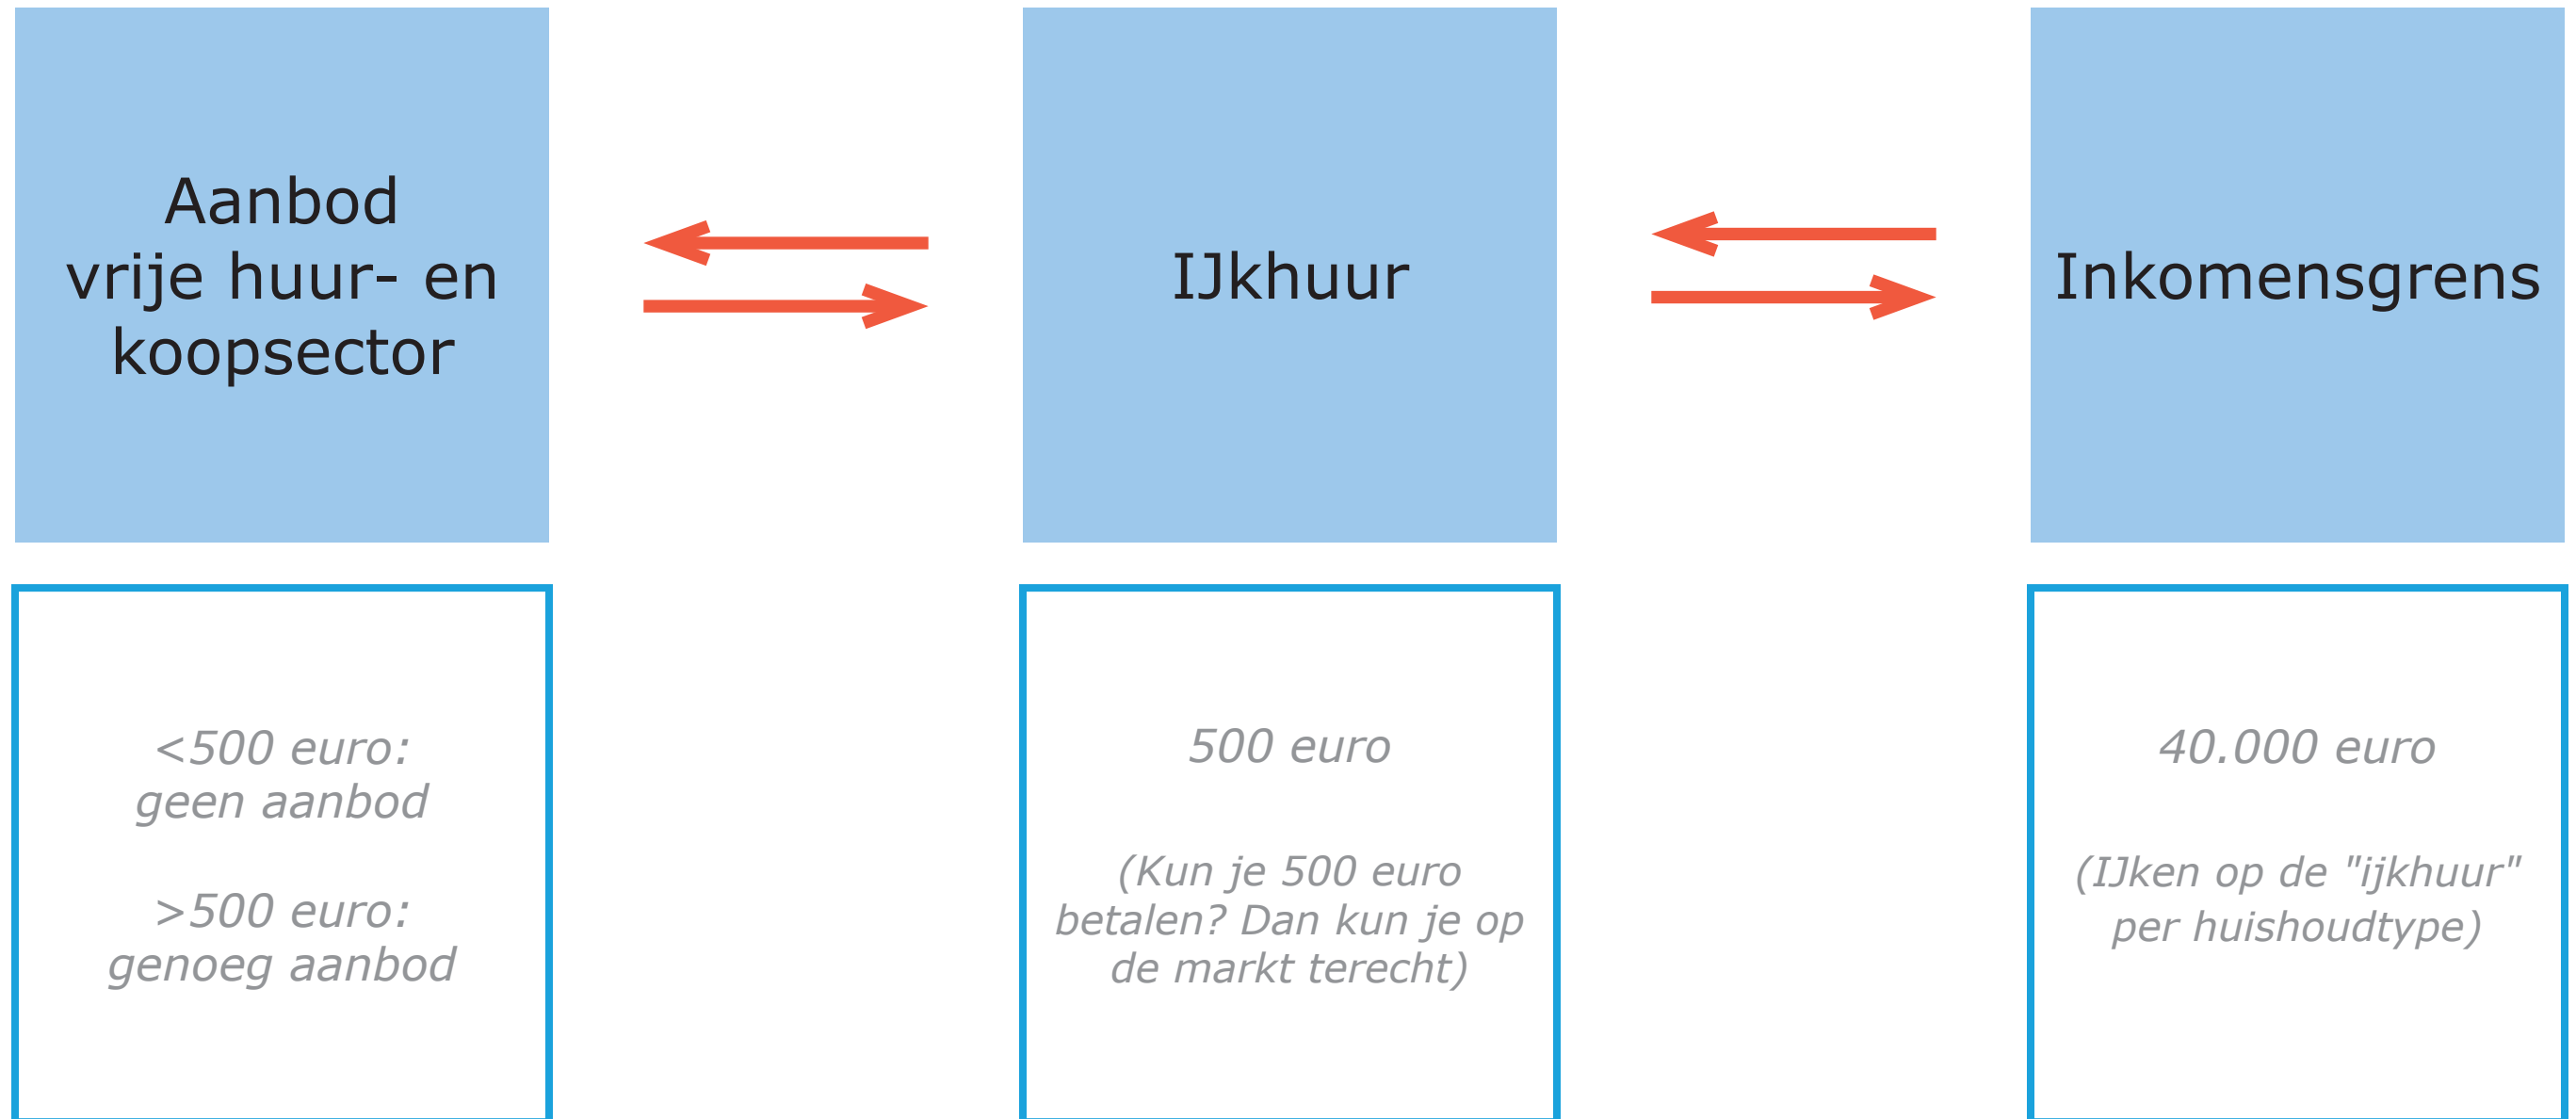 Aanbod
vrije huur- en
koopsector
IJkhuur
Inkomensgrens
<500 euro:
geen aanbod
>500 euro:
genoeg aanbod
500 euro
(Kun je 500 euro
betalen? Dan kun je op
de markt terecht)
40.000 euro
(IJken op de "ijkhuur"
per huishoudtype)